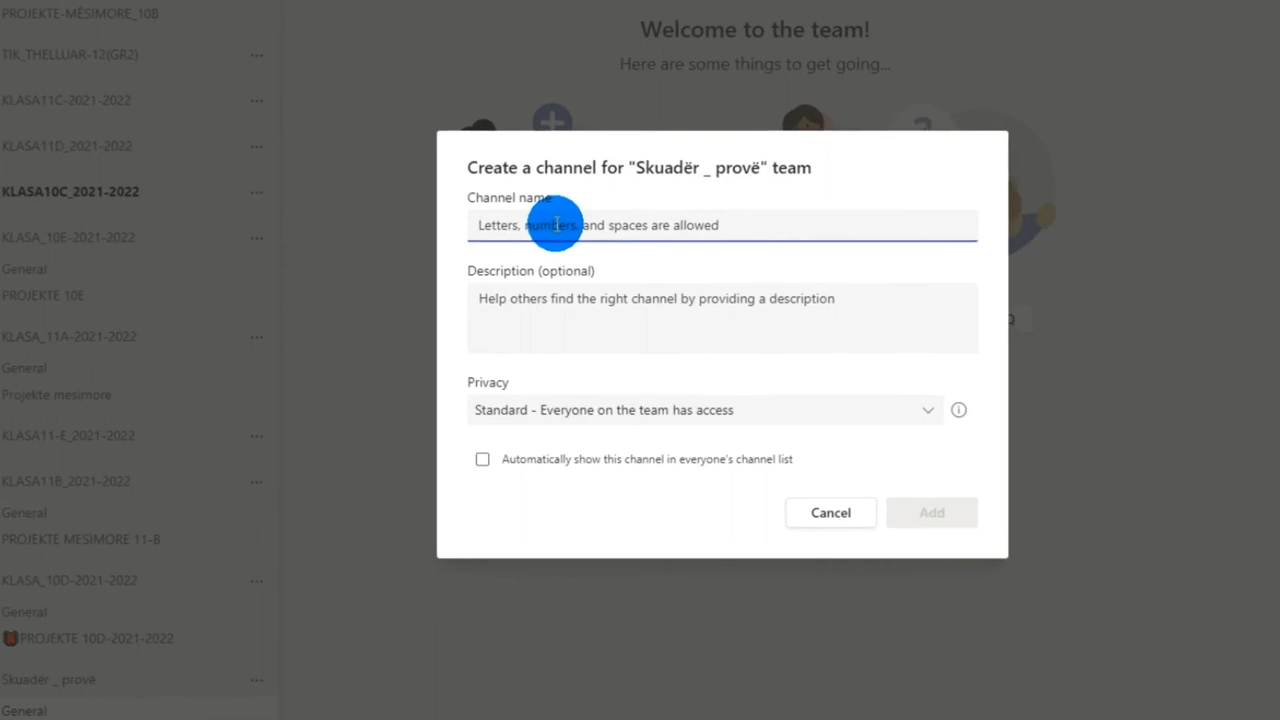 PROJEKTE-MËSIMORE_10B
TIK_THELLUAR-12(GR2)
KLASA11C-2021-2022
KLASA11D_2021-2022
KLASA10C_2021-2022
KLASA_10E-2021-2022
General
PROJEKTE 10E
KLASA_11A-2021-2022
General
Projekte mesimore
KLASA11-E_2021-2022
KLASA11B_2021-2022
General
PROJEKTE MESIMORE 11-B
KLASA_10D-2021-2022
General
PROJEKTE 10D-2021-2022
Skuadër _ provë
General
Welcome to the team!
Here are some things to get going...
Create a channel for "Skuadër _ provë" team
Channel name
Letters, numbers, and spaces are allowed
Description (optional)
Help others find the right channel by providing a description
Privacy
Standard - Everyone on the team has access
Automatically show this channel in everyone's channel list
Cancel
Add